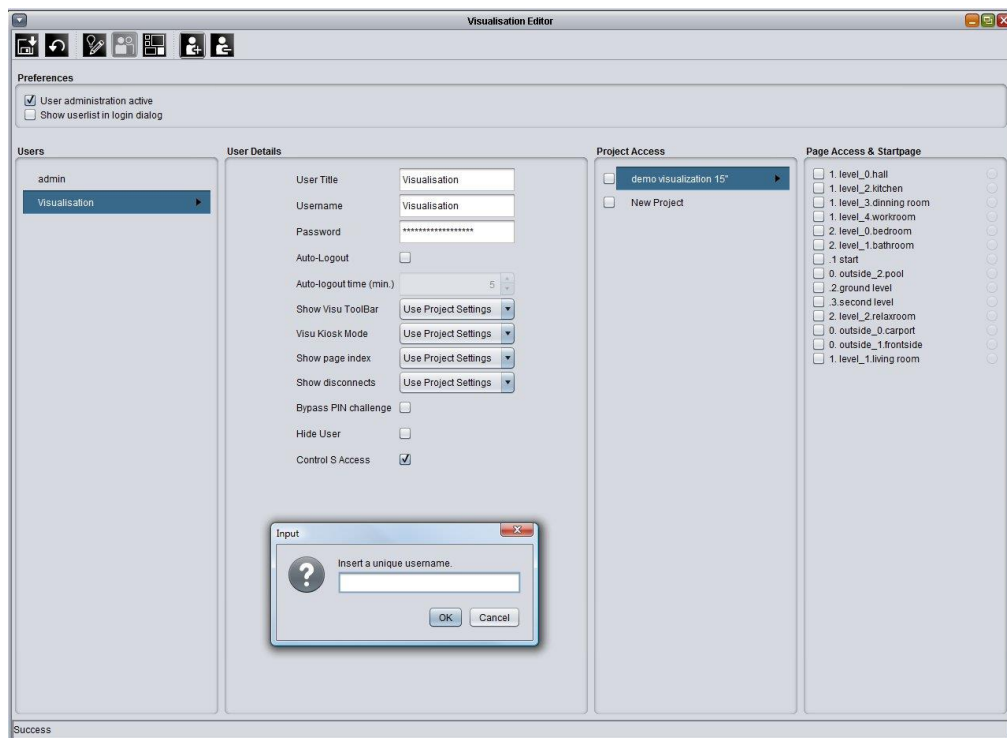 Visualisation Editor
Preferences
User administration active
Show userlist in login dialog
Users
admin
Visualisation
User Details
User Title Visualisation
Username Visualisation
Password ******************
Auto-Logout
Auto-logout time (min.) 5
Show Visu ToolBar Use Project Settings
Visu Kiosk Mode Use Project Settings
Show page index Use Project Settings
Show disconnects Use Project Settings
Bypass PIN challenge
Hide User
Control S Access
Project Access
demo visualization 15"
New Project
Page Access & Startpage
1. level_0.hall
1. level_2.kitchen
1. level_3.dinning room
1. level_4.workroom
2. level_0.bedroom
2. level_1.bathroom
.1 start
0. outside_2.pool
.2.ground level
.3.second level
2. level_2.relaxroom
0. outside_0.carport
0. outside_1.frontside
1. level_1.living room
Input
Insert a unique username.
OK Cancel
Success